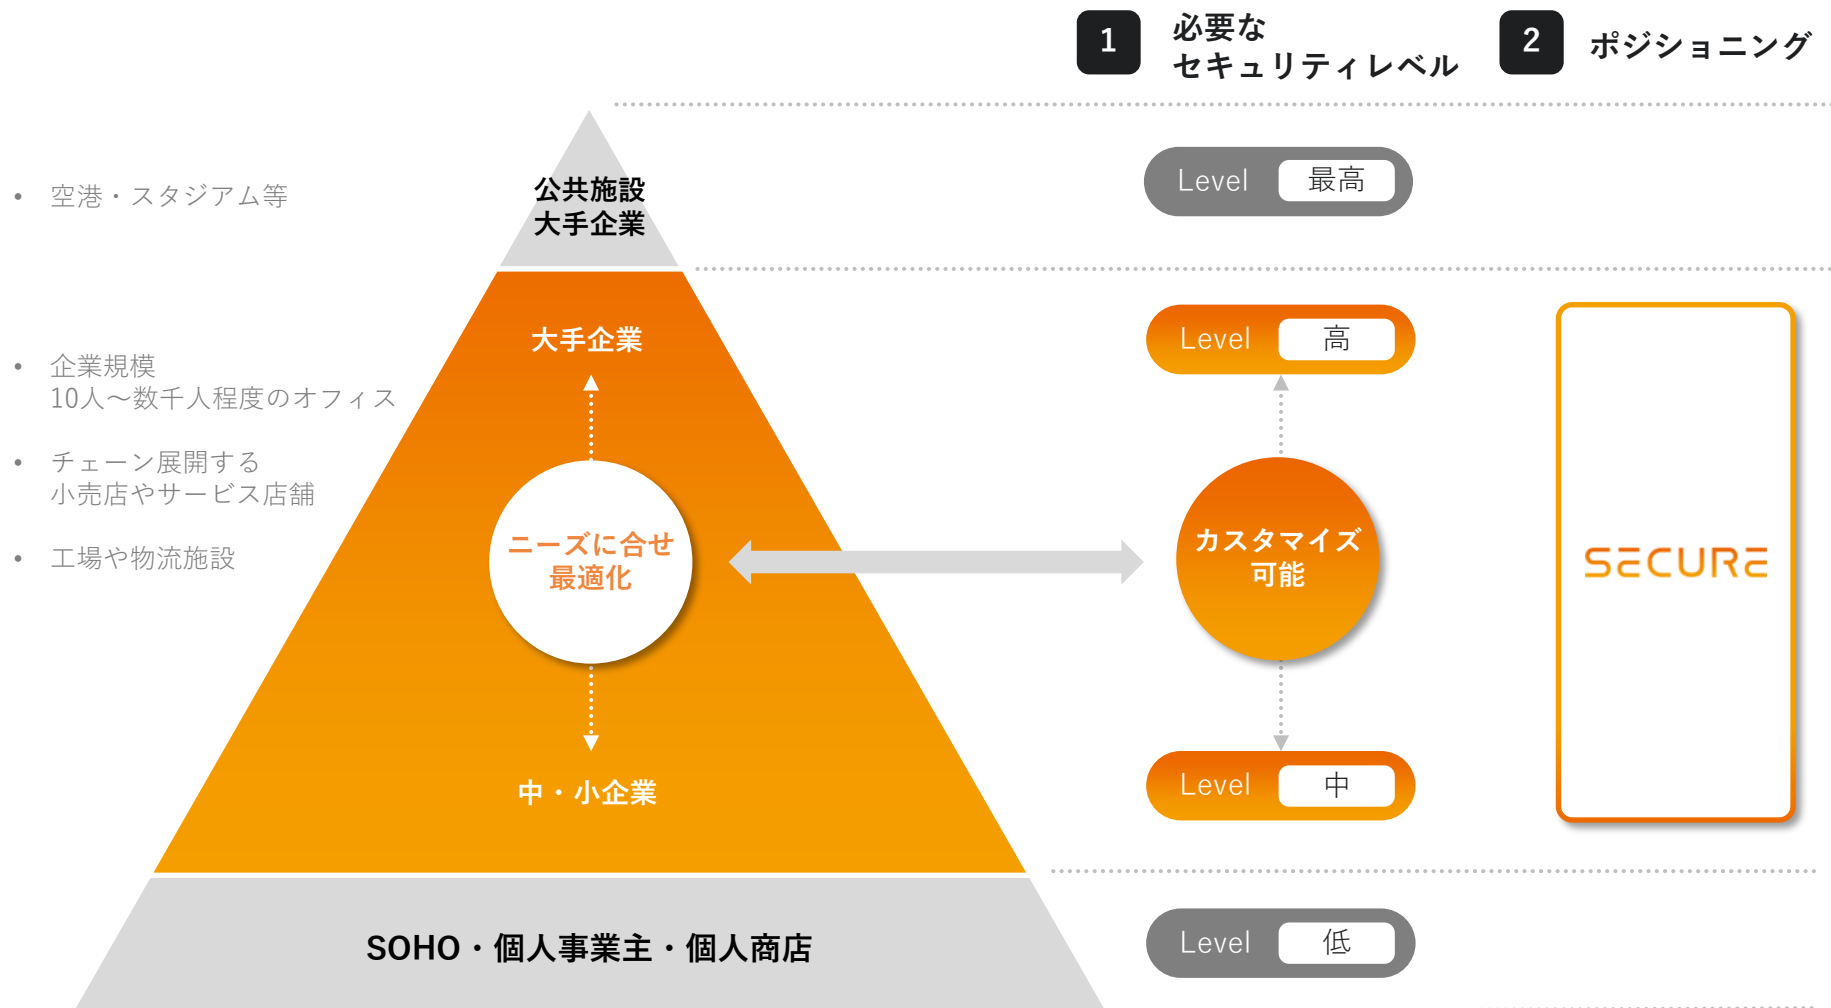 1
必要な
セキュリティレベル
2
ポジショニング
• 空港・スタジアム等
公共施設
大手企業
Level 最高
• 企業規模
10人～数千人程度のオフィス
• チェーン展開する
小売店やサービス店舗
• 工場や物流施設
大手企業
ニーズに合せ
最適化
中・小企業
Level 高
カスタマイズ
可能
Level 中
SECURE
SOHO・個人事業主・個人商店
Level 低